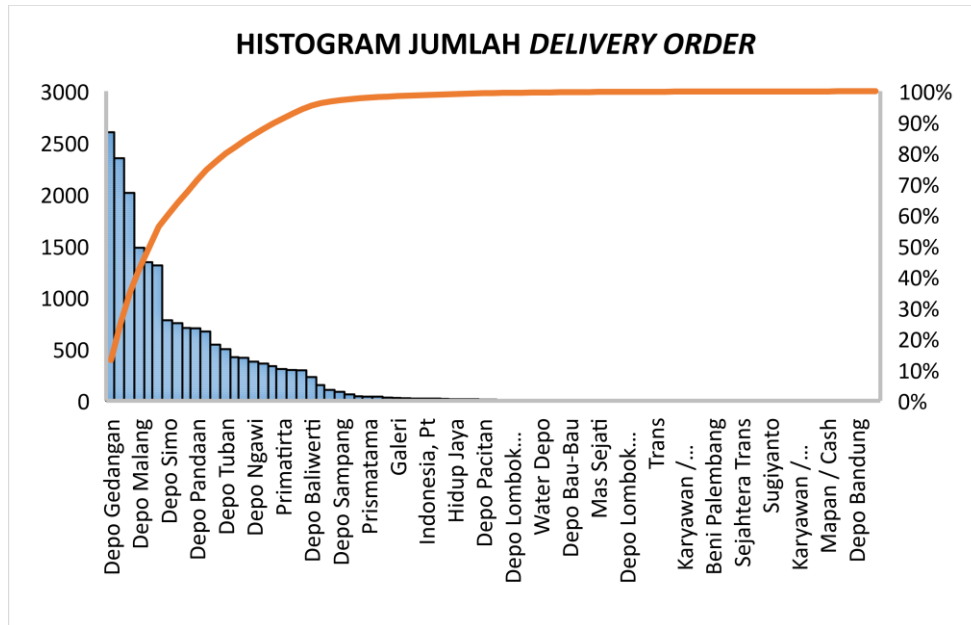 HISTOGRAM JUMLAH DELIVERY ORDER
3000
2500
2000
1500
1000
500
0
100%
90%
80%
70%
60%
50%
40%
30%
20%
10%
0%
Depo Gedangan
Depo Malang
Depo Simo
Depo Pandaan
Depo Tuban
Depo Ngawi
Primatirta
Depo Baliwerti
Depo Sampang
Prismatama
Galeri
Indonesia, Pt
Hidup Jaya
Depo Pacitan
Depo Lombok...
Water Depo
Depo Bau-Bau
Mas Sejati
Depo Lombok...
Trans
Karyawan /...
Beni Palembang
Sejahtera Trans
Sugiyanto
Karyawan /...
Mapan / Cash
Depo Bandung